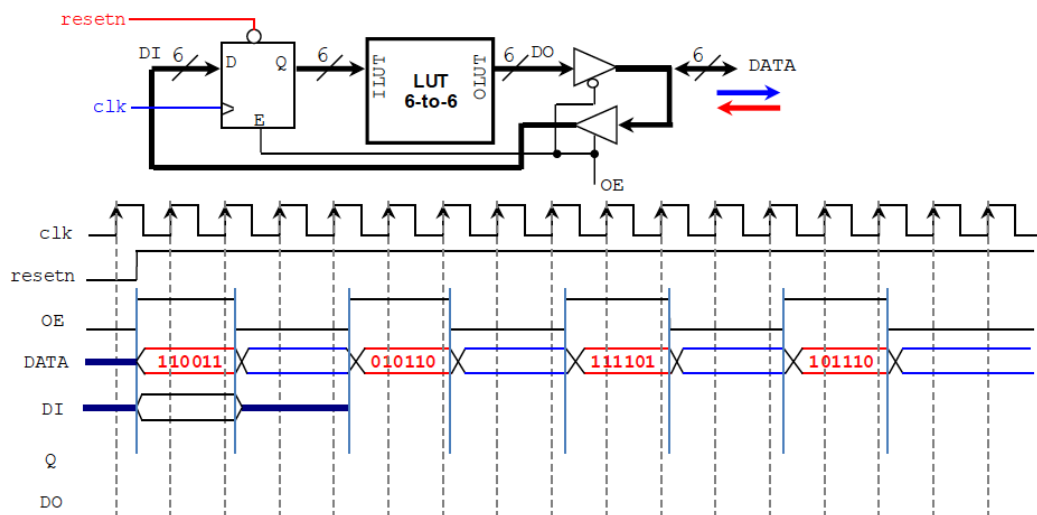 resetn
DI 6 6 6 DO 6
D Q ILUT LUT OLUT DATA
6-to-6
clk
E
OE
clk
resetn
OE
DATA 110011 010110 111101 101110
DI
Q
DO